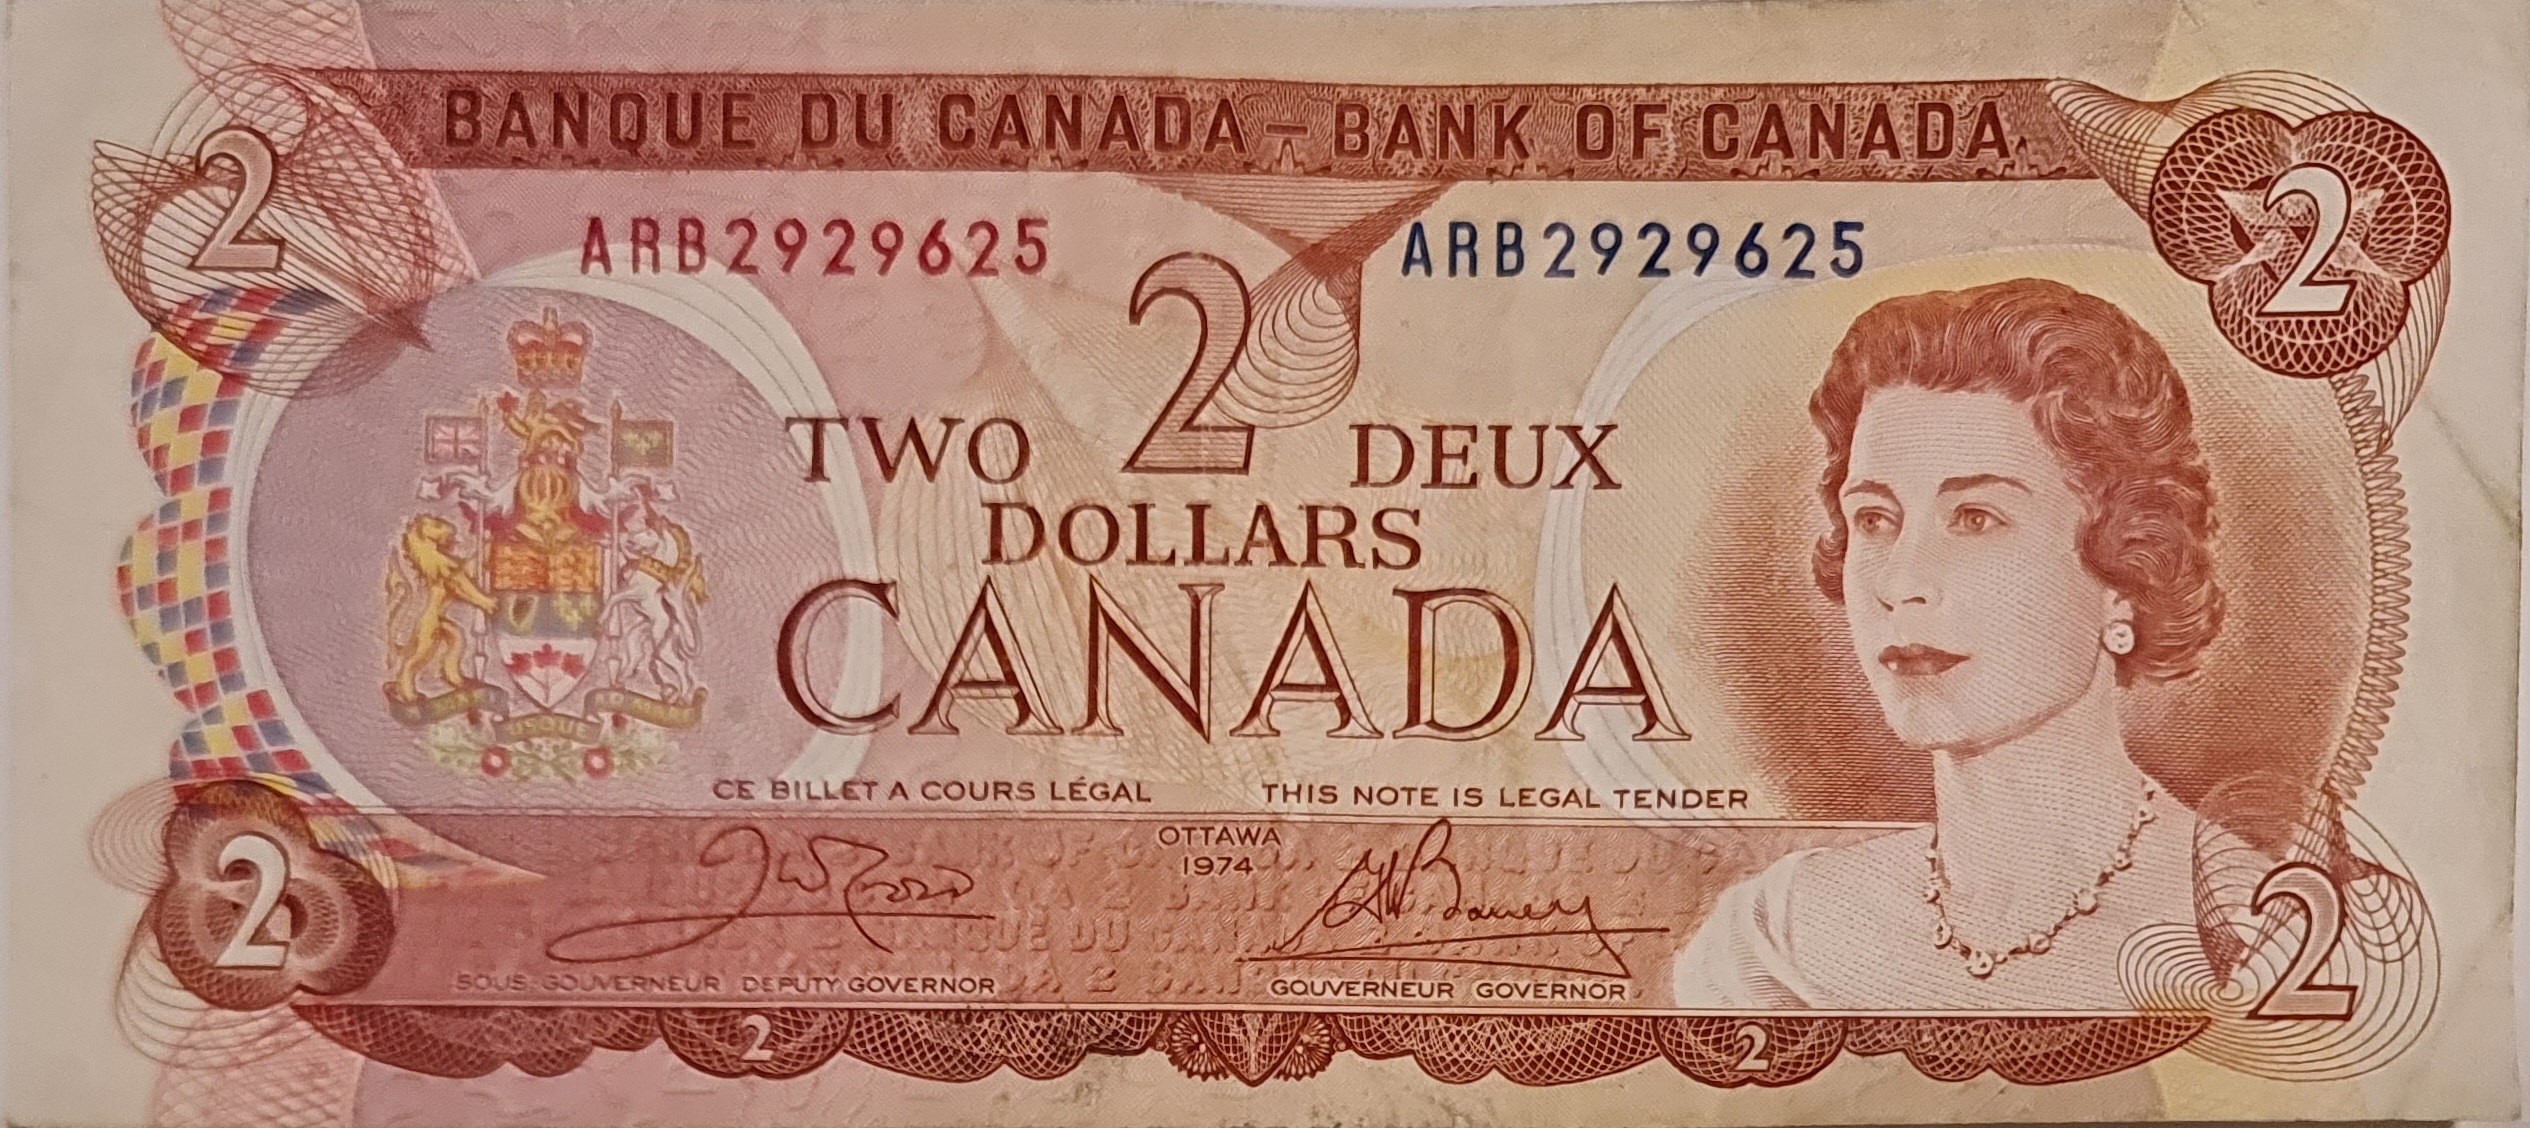 BANQUE DU CANADA – BANK OF CANADA
2
2
ARB2929625
ARB2929625
2
TWO
DEUX
DOLLARS
CANADA
USQUE
CE BILLET A COURS LÉGAL
THIS NOTE IS LEGAL TENDER
OTTAWA
1974
2
2
SOUS-GOUVERNEUR DEPUTY GOVERNOR
GOUVERNEUR GOVERNOR
2
2